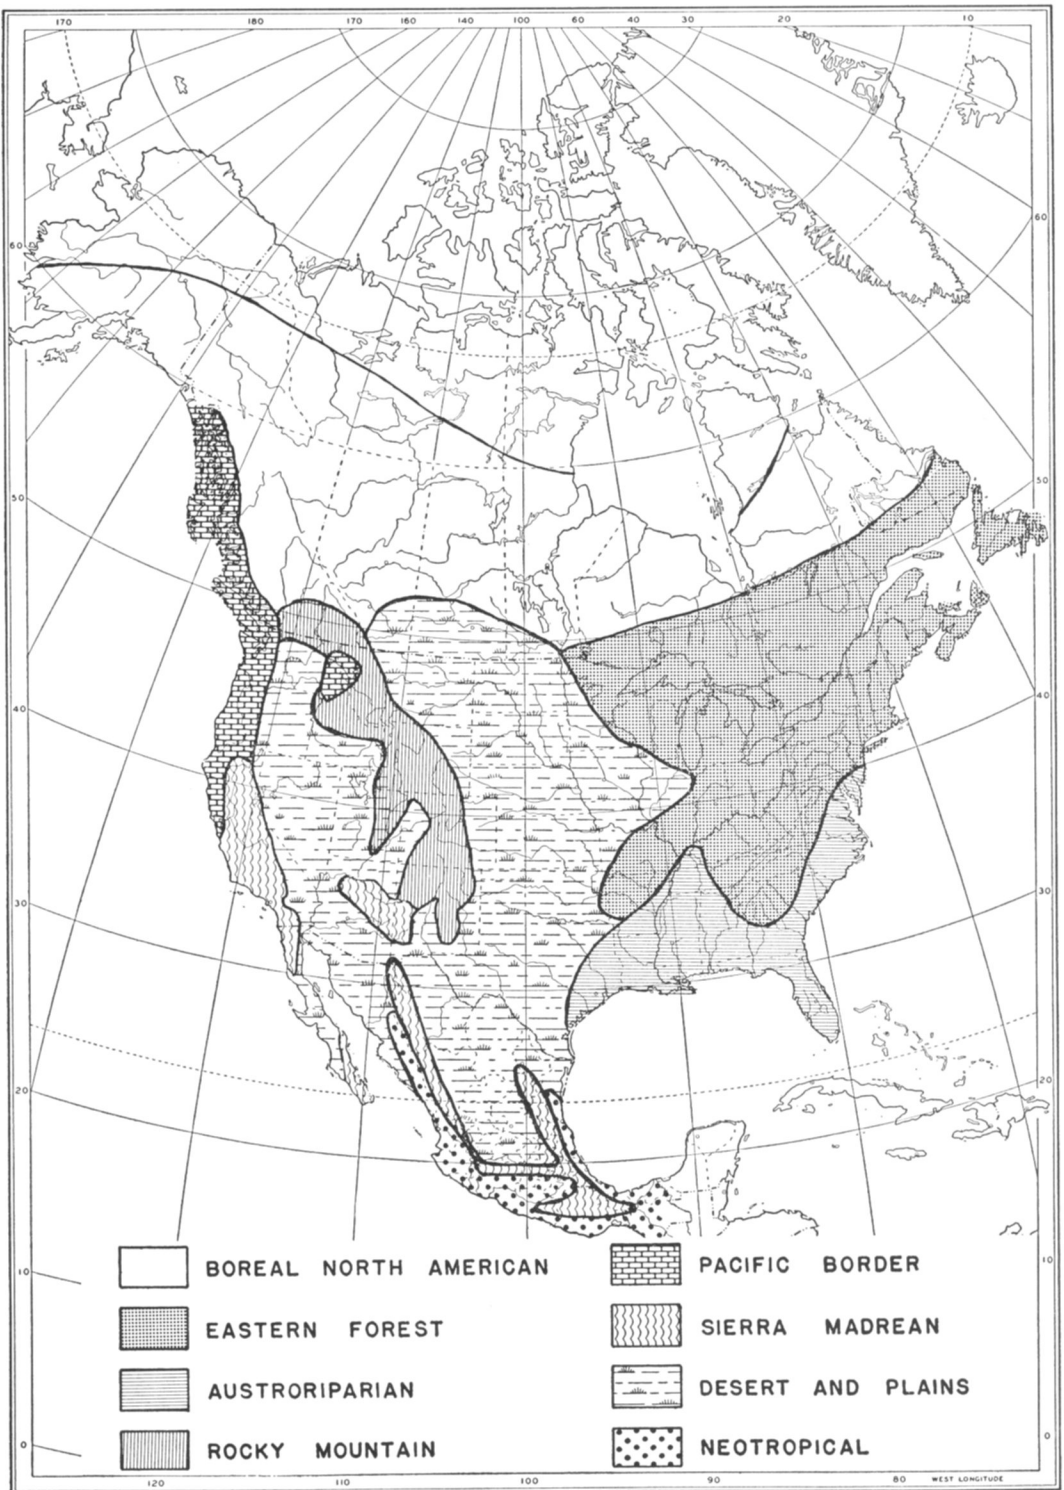 170 180 170 160 140 100 60 40 30 20 10
60 60
50 50
40 40
30 30
20 20
10 10
0 0
BOREAL NORTH AMERICAN
EASTERN FOREST
AUSTRORIPARIAN
ROCKY MOUNTAIN
PACIFIC BORDER
SIERRA MADREAN
DESERT AND PLAINS
NEOTROPICAL
120 110 100 90 80 WEST LONGITUDE